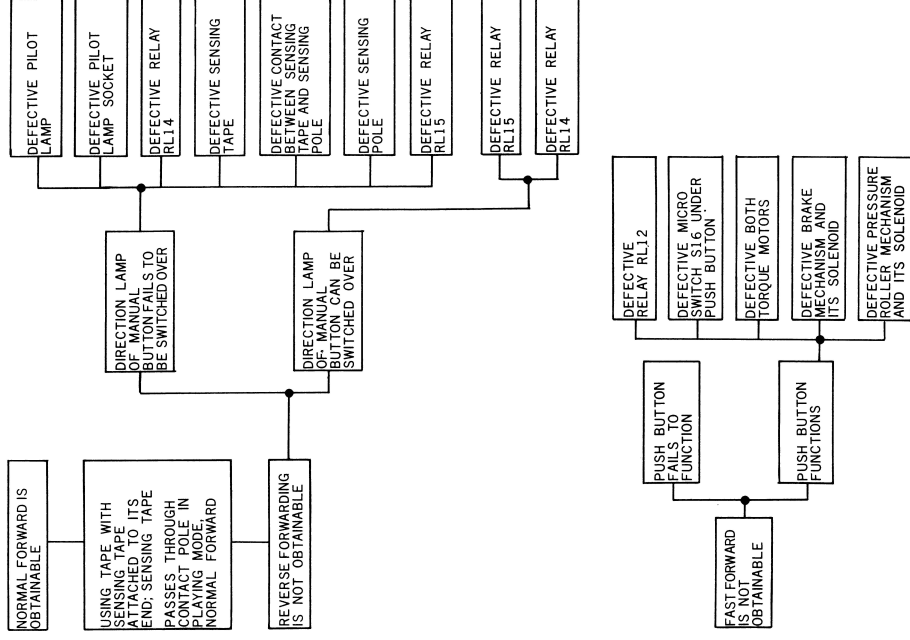 NORMAL FORWARD IS
OBTAINABLE
USING TAPE WITH
SENSING TAPE
ATTACHED TO ITS
END; SENSING TAPE
PASSES THROUGH
CONTACT POLE IN
PLAYING MODE,
NORMAL FORWARD
REVERSE FORWARDING
IS NOT OBTAINABLE
DIRECTION LAMP
OF MANUAL
BUTTON FAILS TO
BE SWITCHED OVER
DEFECTIVE PILOT
LAMP
DEFECTIVE PILOT
LAMP SOCKET
DEFECTIVE RELAY
RL14
DEFECTIVE SENSING
TAPE
DEFECTIVE CONTACT
BETWEEN SENSING
TAPE AND SENSING
POLE
DEFECTIVE SENSING
POLE
DEFECTIVE RELAY
RL15
DIRECTION LAMP
OF MANUAL
BUTTON CAN BE
SWITCHED OVER
DEFECTIVE RELAY
RL15
DEFECTIVE RELAY
RL14
FAST FORWARD
IS NOT
OBTAINABLE
PUSH BUTTON
FAILS TO
FUNCTION
PUSH BUTTON
FUNCTIONS
DEFECTIVE
RELAY RL12
DEFECTIVE MICRO
SWITCH S16 UNDER
PUSH BUTTON
DEFECTIVE BOTH
TORQUE MOTORS
DEFECTIVE BRAKE
MECHANISM AND
ITS SOLENOID
DEFECTIVE PRESSURE
ROLLER MECHANISM
AND ITS SOLENOID